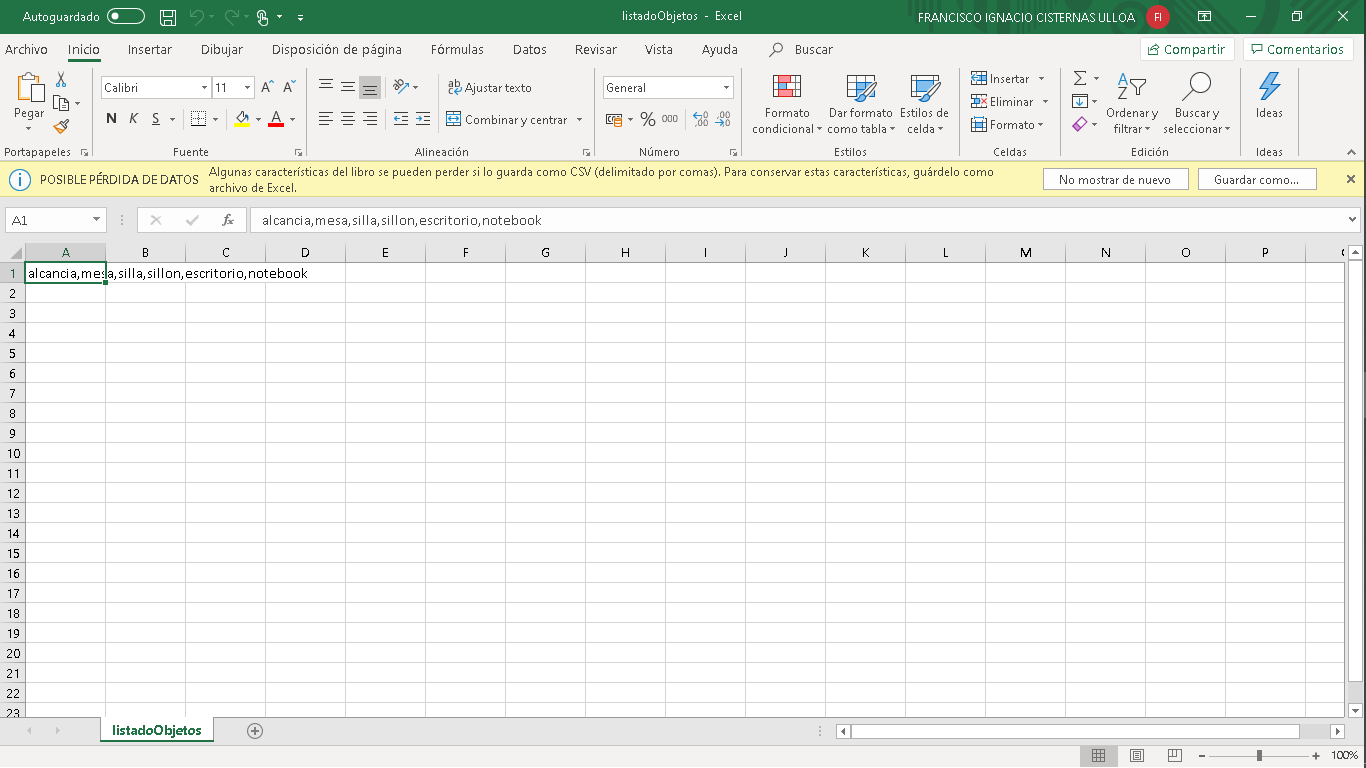 Autoguardado
listadoObjetos - Excel
FRANCISCO IGNACIO CISTERNAS ULLOA
FI
Archivo Inicio Insertar Dibujar Disposición de página Fórmulas Datos Revisar Vista Ayuda Buscar
Compartir Comentarios
Pegar
Portapapeles
Calibri 11
N K S
Fuente
ab Ajustar texto
Combinar y centrar
Alineación
General
% 000
Número
Formato condicional
Dar formato como tabla
Estilos de celda
Estilos
Insertar
Eliminar
Formato
Celdas
Ordenar y filtrar
Buscar y seleccionar
Edición
Ideas
Ideas
POSIBLE PÉRDIDA DE DATOS
Algunas características del libro se pueden perder si lo guarda como CSV (delimitado por comas). Para conservar estas características, guárdelo como
archivo de Excel.
No mostrar de nuevo
Guardar como...
A1
fx
alcancia,mesa,silla,sillon,escritorio,notebook
A B C D E F G H I J K L M N O P
1 alcancia,mesa,silla,sillon,escritorio,notebook
2
3
4
5
6
7
8
9
10
11
12
13
14
15
16
17
18
19
20
21
22
23
listadoObjetos
100%